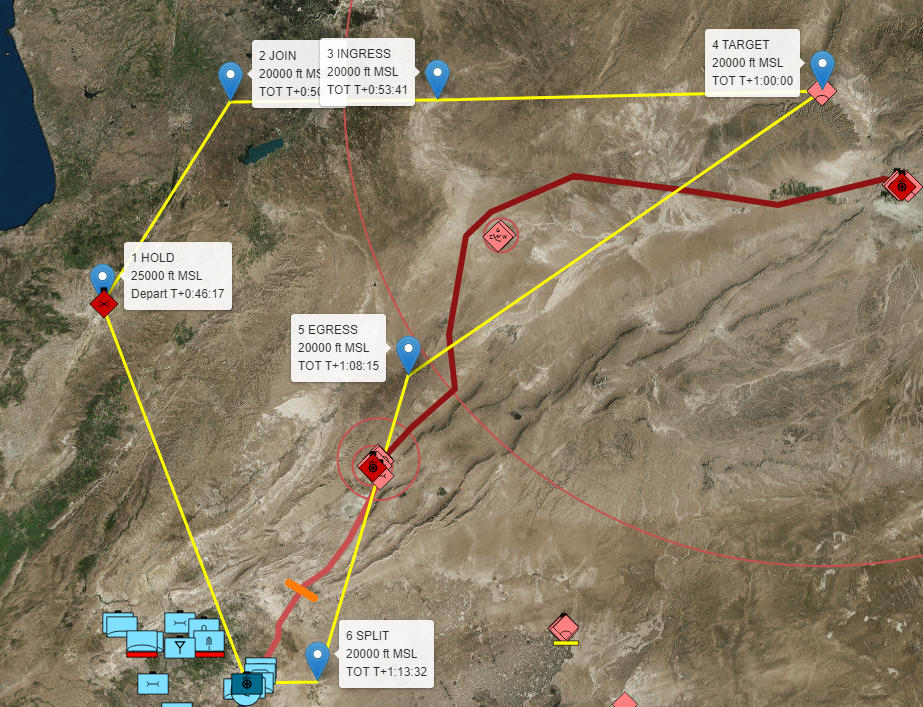 2 JOIN
20000 ft MS
TOT T+0:50
3 INGRESS
20000 ft MSL
TOT T+0:53:41
4 TARGET
20000 ft MSL
TOT T+1:00:00
1 HOLD
25000 ft MSL
Depart T+0:46:17
5 EGRESS
20000 ft MSL
TOT T+1:08:15
6 SPLIT
20000 ft MSL
TOT T+1:13:32